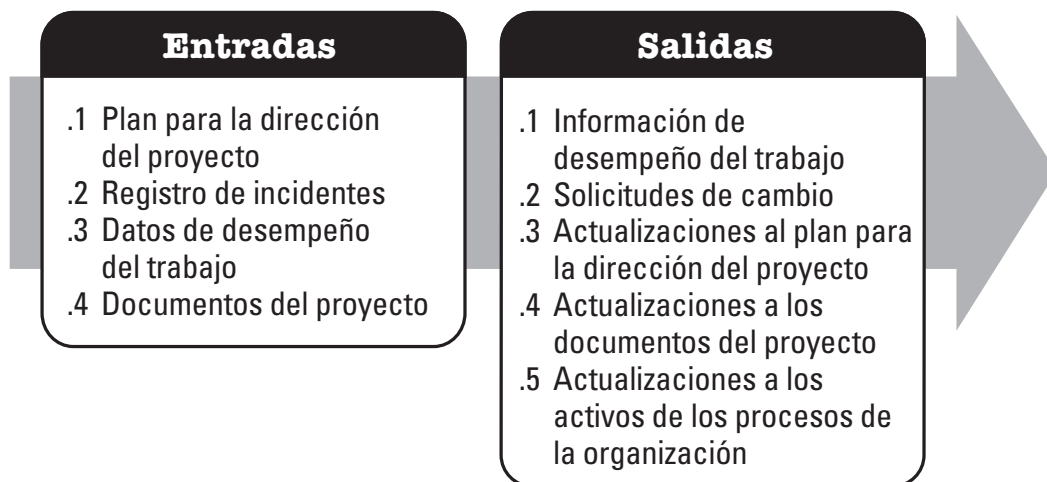 Entradas
.1 Plan para la dirección
del proyecto
.2 Registro de incidentes
.3 Datos de desempeño
del trabajo
.4 Documentos del proyecto
Salidas
.1 Información de
desempeño del trabajo
.2 Solicitudes de cambio
.3 Actualizaciones al plan para
la dirección del proyecto
.4 Actualizaciones a los
documentos del proyecto
.5 Actualizaciones a los
activos de los procesos de
la organización